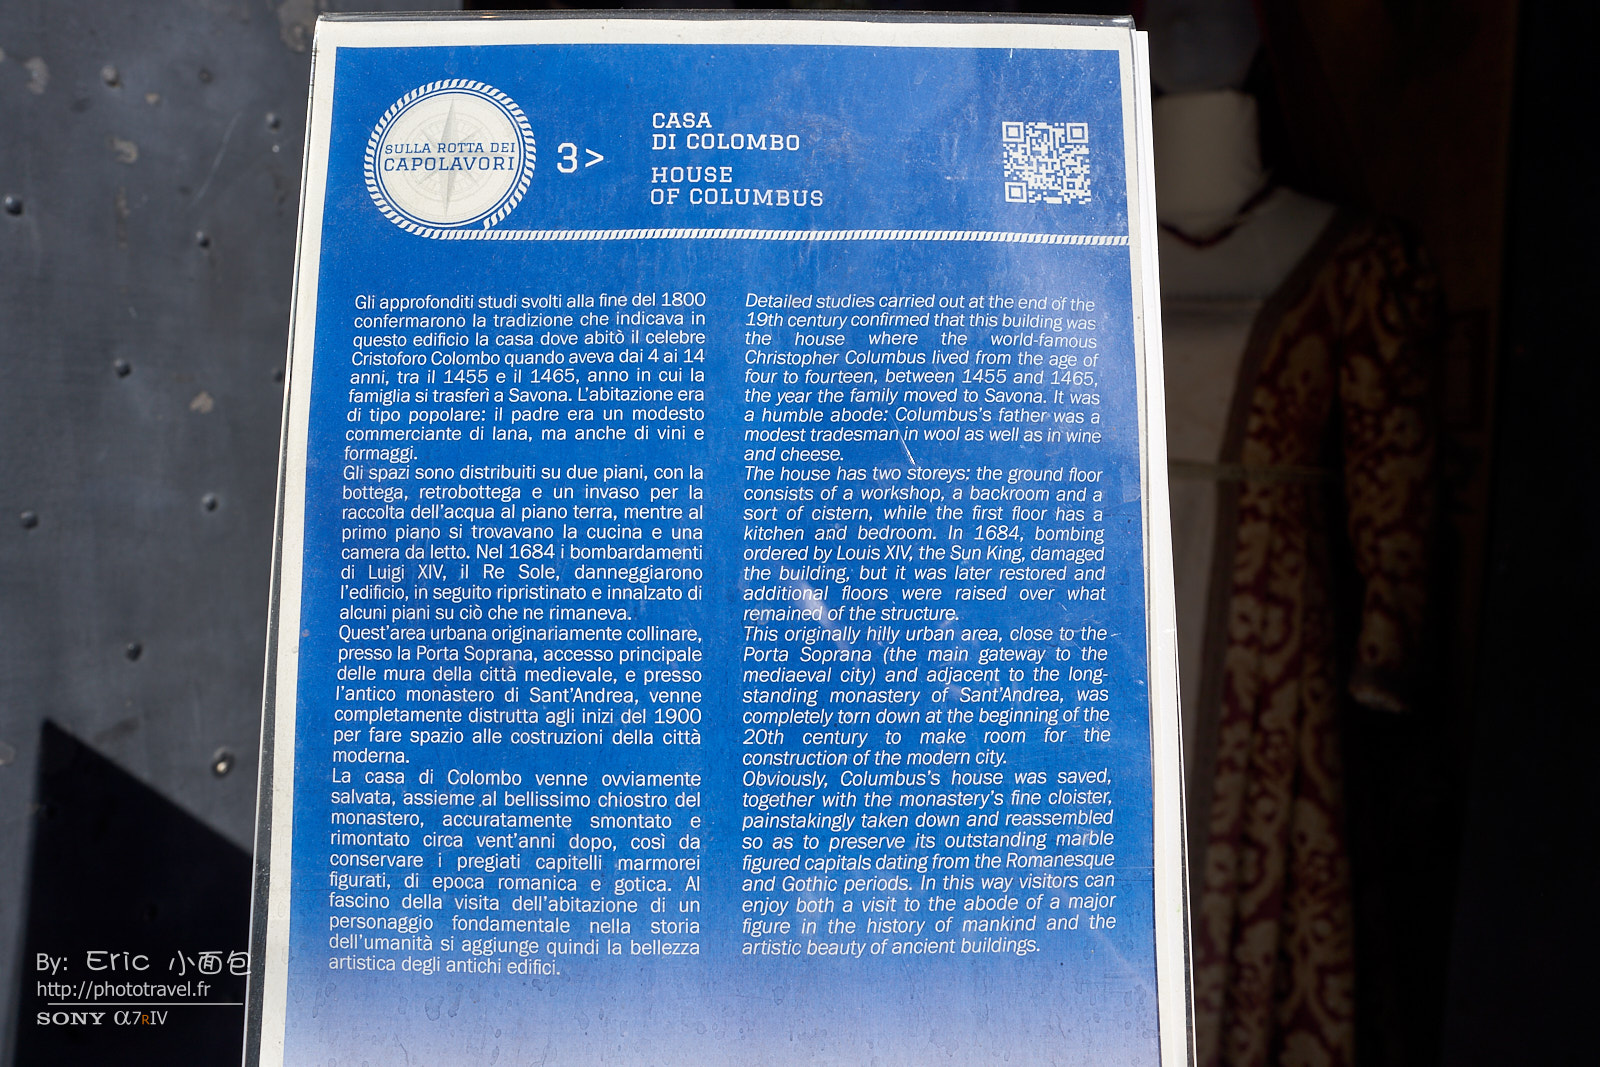 SULLA ROTTA DEI
CAPOLAVORI
3>
CASA
DI COLOMBO
HOUSE
OF COLUMBUS
Gli approfonditi studi svolti alla fine del 1800
confermarono la tradizione che indicava in
questo edificio la casa dove abitò il celebre
Cristoforo Colombo quando aveva dai 4 ai 14
anni, tra il 1455 e il 1465, anno in cui la
famiglia si trasferì a Savona. L'abitazione era
di tipo popolare: il padre era un modesto
commerciante di lana, ma anche di vini e
formaggi.
Gli spazi sono distribuiti su due piani, con la
bottega, retrobottega e un invaso per la
raccolta dell'acqua al piano terra, mentre al
primo piano si trovavano la cucina e una
camera da letto. Nel 1684 i bombardamenti
di Luigi XIV, il Re Sole, danneggiarono
l'edificio, in seguito ripristinato e innalzato di
alcuni piani su ciò che ne rimaneva.
Quest'area urbana originariamente collinare,
presso la Porta Soprana, accesso principale
delle mura della città medievale, e presso
l'antico monastero di Sant'Andrea, venne
completamente distrutta agli inizi del 1900
per fare spazio alle costruzioni della città
moderna.
La casa di Colombo venne ovviamente
salvata, assieme al bellissimo chiostro del
monastero, accuratamente smontato e
rimontato circa vent'anni dopo, così da
conservare i pregiati capitelli marmorei
figurati, di epoca romanica e gotica. Al
fascino della visita dell'abitazione di un
personaggio fondamentale nella storia
dell'umanità si aggiunge quindi la bellezza
artistica degli antichi edifici.
Detailed studies carried out at the end of the
19th century confirmed that this building was
the house where the world-famous
Christopher Columbus lived from the age of
four to fourteen, between 1455 and 1465,
the year the family moved to Savona. It was
a humble abode: Columbus's father was a
modest tradesman in wool as well as in wine
and cheese.
The house has two storeys: the ground floor
consists of a workshop, a backroom and a
sort of cistern, while the first floor has a
kitchen and bedroom. In 1684, bombing
ordered by Louis XIV, the Sun King, damaged
the building, but it was later restored and
additional floors were raised over what
remained of the structure.
This originally hilly urban area, close to the
Porta Soprana (the main gateway to the
mediaeval city) and adjacent to the long-
standing monastery of Sant'Andrea, was
completely torn down at the beginning of the
20th century to make room for the
construction of the modern city.
Obviously, Columbus's house was saved,
together with the monastery's fine cloister,
painstakingly taken down and reassembled
so as to preserve its outstanding marble
figured capitals dating from the Romanesque
and Gothic periods. In this way visitors can
enjoy both a visit to the abode of a major
figure in the history of mankind and the
artistic beauty of ancient buildings.
By: Eric 小面包
http://phototravel.fr
SONY α7RIV